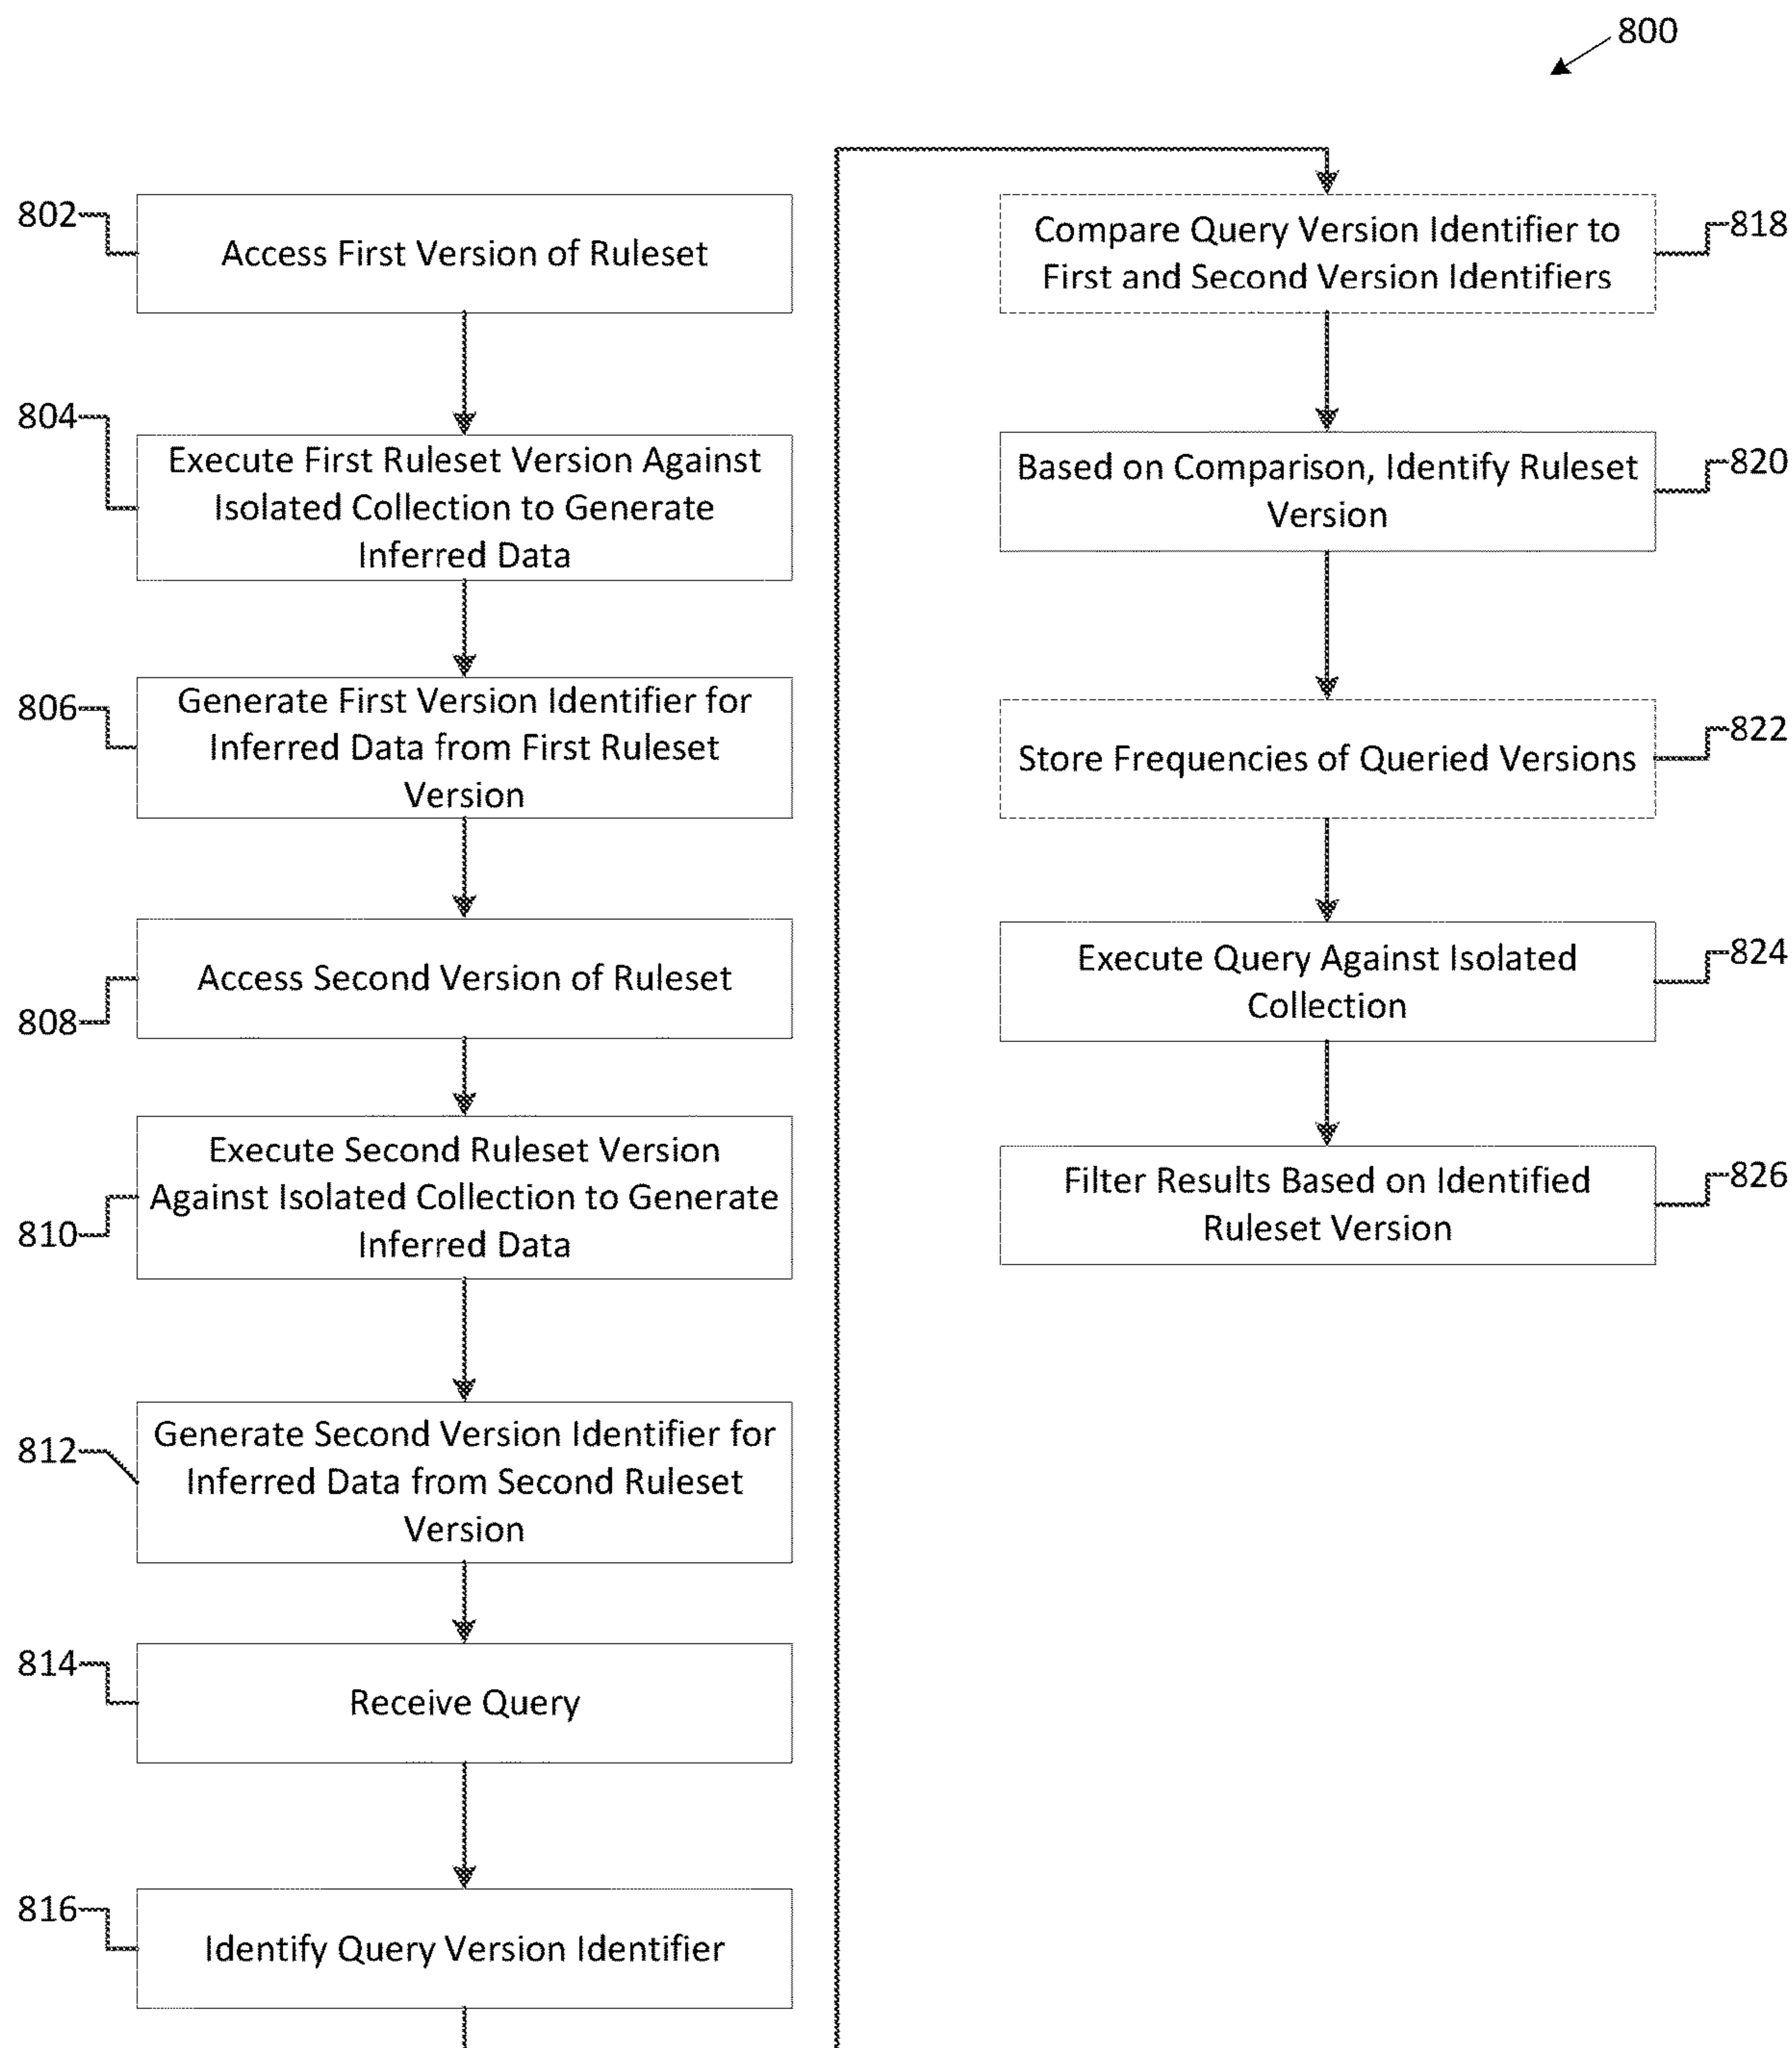 800
802
Access First Version of Ruleset
804
Execute First Ruleset Version Against
Isolated Collection to Generate
Inferred Data
806
Generate First Version Identifier for
Inferred Data from First Ruleset
Version
808
Access Second Version of Ruleset
810
Execute Second Ruleset Version
Against Isolated Collection to Generate
Inferred Data
812
Generate Second Version Identifier for
Inferred Data from Second Ruleset
Version
814
Receive Query
816
Identify Query Version Identifier
818
Compare Query Version Identifier to
First and Second Version Identifiers
820
Based on Comparison, Identify Ruleset
Version
822
Store Frequencies of Queried Versions
824
Execute Query Against Isolated
Collection
826
Filter Results Based on Identified
Ruleset Version